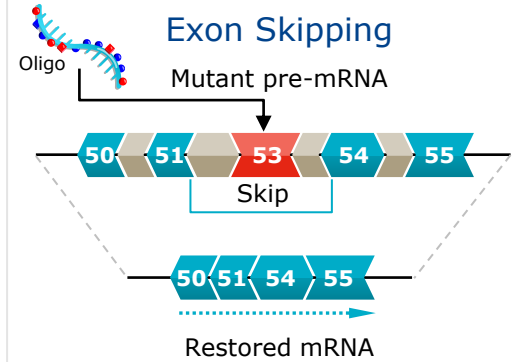 Exon Skipping
Oligo
Mutant pre-mRNA
50 51 53 54 55
Skip
50 51 54 55
Restored mRNA